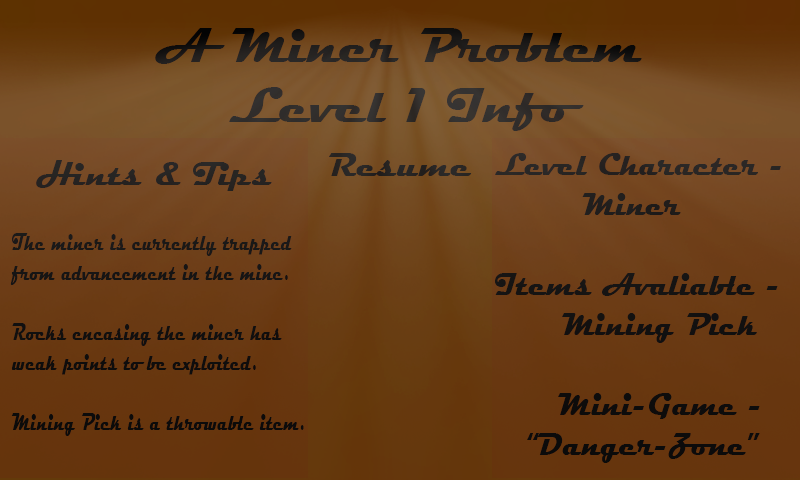 A Miner Problem
Level 1 Info
Hints & Tips
The miner is currently trapped
from advancement in the mine.
Rocks encasing the miner has
weak points to be exploited.
Mining Pick is a throwable item.
Resume
Level Character -
Miner
Items Avaliable -
Mining Pick
Mini-Game -
“Danger-Zone”